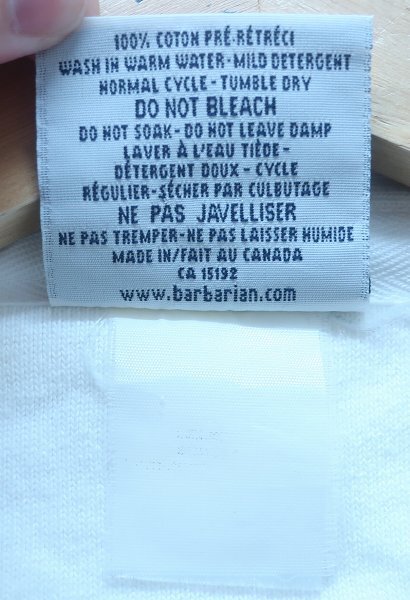 100% COTON PRÉ-RÉTRÉCI
WASH IN WARM WATER-MILD DETERGENT
NORMAL CYCLE-TUMBLE DRY
DO NOT BLEACH
DO NOT SOAK-DO NOT LEAVE DAMP
LAVER À L'EAU TIÈDE-
DÉTERGENT DOUX-CYCLE
RÉGULIER-SÉCHER PAR CULBUTAGE
NE PAS JAVELLISER
NE PAS TREMPER-NE PAS LAISSER HUMIDE
MADE IN/FAIT AU CANADA
CA 15192
www.barbarian.com